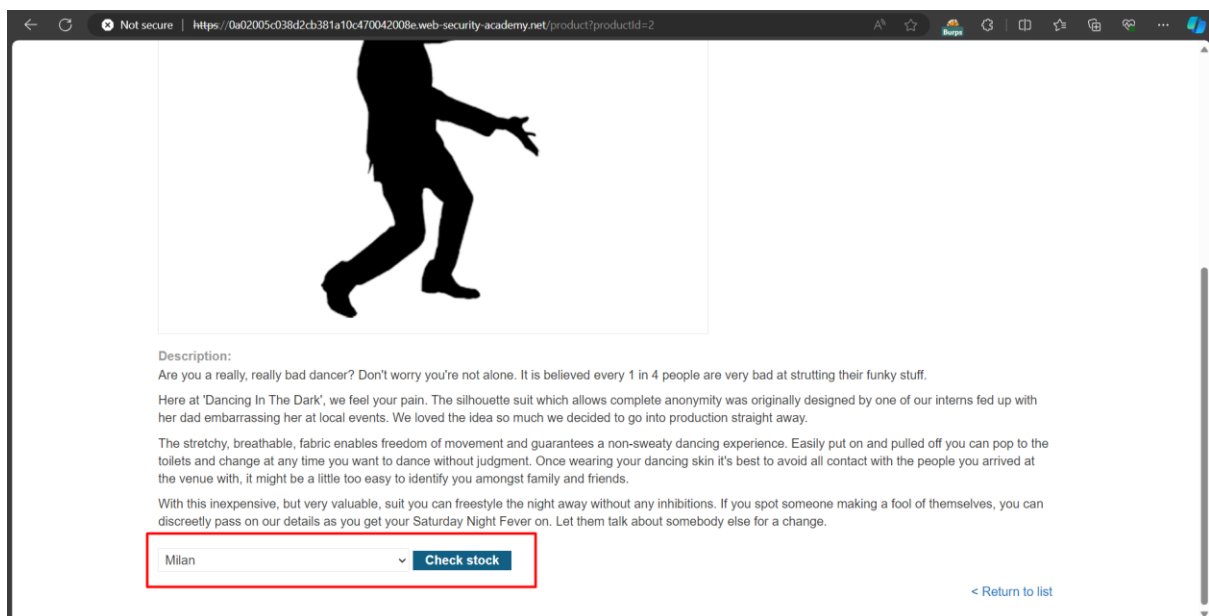 Not secure
https://0a02005c038d2cb381a10c470042008e.web-security-academy.net/product?productId=2
Burps
Description:
Are you a really, really bad dancer? Don't worry you're not alone. It is believed every 1 in 4 people are very bad at strutting their funky stuff.
Here at 'Dancing In The Dark', we feel your pain. The silhouette suit which allows complete anonymity was originally designed by one of our interns fed up with
her dad embarrassing her at local events. We loved the idea so much we decided to go into production straight away.
The stretchy, breathable, fabric enables freedom of movement and guarantees a non-sweaty dancing experience. Easily put on and pulled off you can pop to the
toilets and change at any time you want to dance without judgment. Once wearing your dancing skin it's best to avoid all contact with the people you arrived at
the venue with, it might be a little too easy to identify you amongst family and friends.
With this inexpensive, but very valuable, suit you can freestyle the night away without any inhibitions. If you spot someone making a fool of themselves, you can
discreetly pass on our details as you get your Saturday Night Fever on. Let them talk about somebody else for a change.
Milan
Check stock
< Return to list